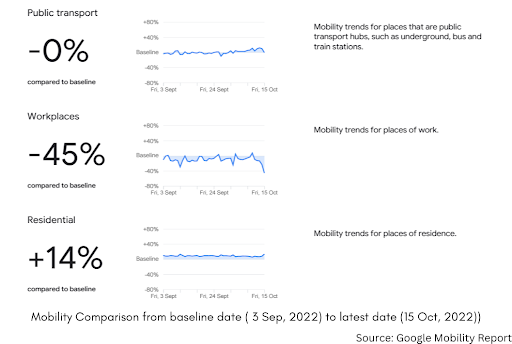 Public transport
-0%
compared to baseline
+80%
+40%
Baseline
-40%
-80%
Fri, 3 Sept
Fri, 24 Sept
Fri, 15 Oct
Mobility trends for places that are public
transport hubs, such as underground, bus and
train stations.
Workplaces
-45%
compared to baseline
+80%
+40%
Baseline
-40%
-80%
Fri, 3 Sept
Fri, 24 Sept
Fri, 15 Oct
Mobility trends for places of work.
Residential
+14%
compared to baseline
+80%
+40%
Baseline
-40%
-80%
Fri, 3 Sept
Fri, 24 Sept
Fri, 15 Oct
Mobility trends for places of residence.
Mobility Comparison from baseline date ( 3 Sep, 2022) to latest date (15 Oct, 2022))
Source: Google Mobility Report